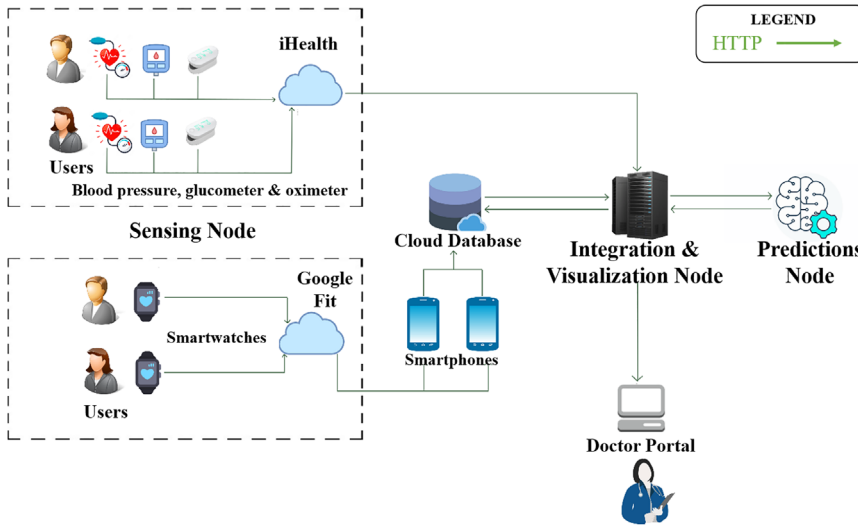 LEGEND
HTTP
iHealth
Users
Blood pressure, glucometer & oximeter
Sensing Node
Cloud Database
Integration &
Visualization Node
Predictions
Node
Google
Fit
Smartwatches
Users
Smartphones
Doctor Portal